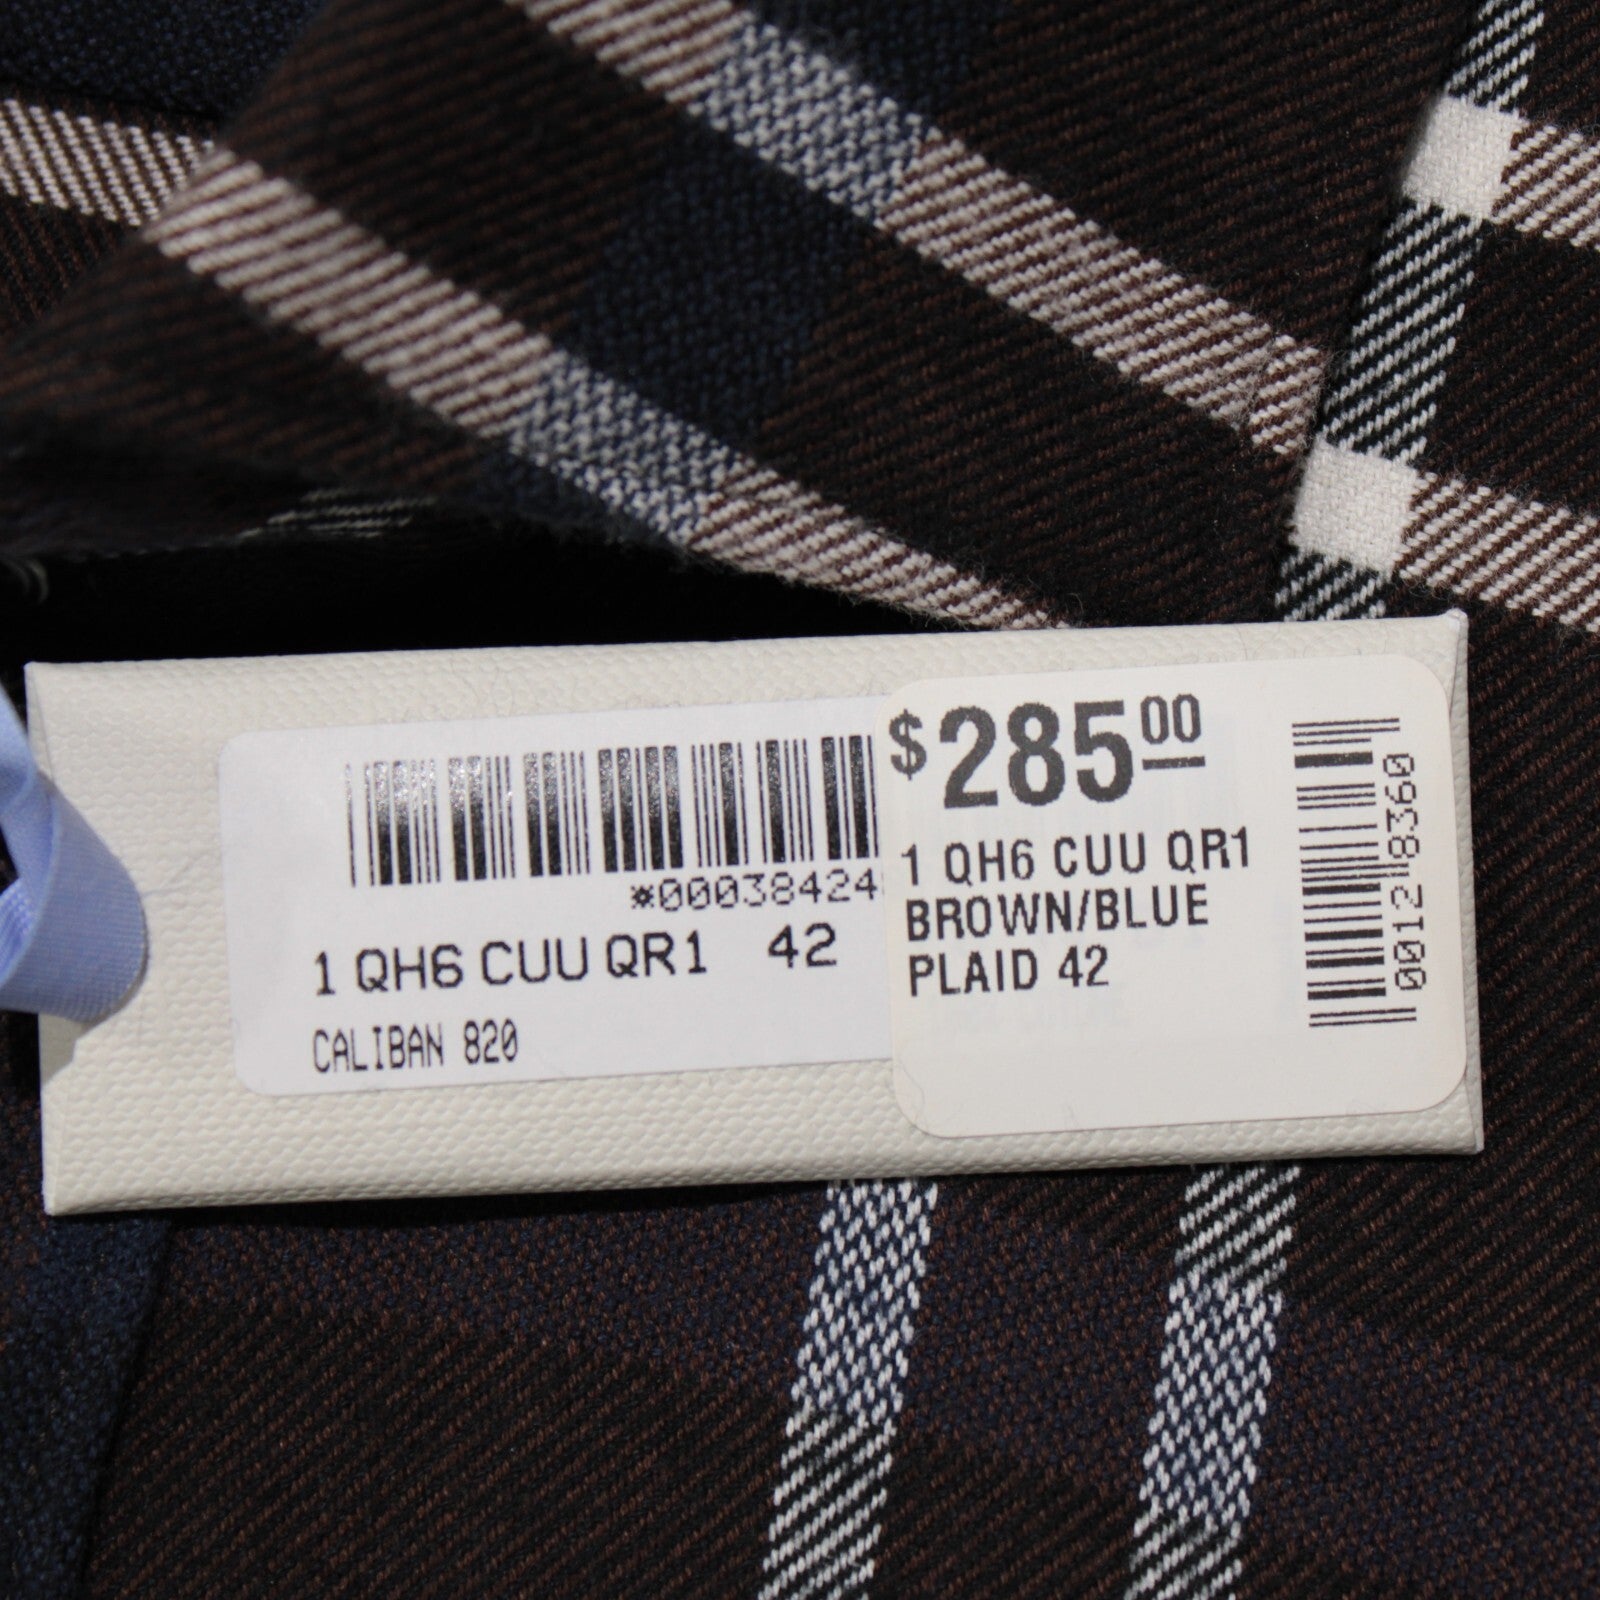 *00038424
1 QH6 CUU QR1 42
CALIBAN 820
$285 00
1 QH6 CUU QR1
BROWN/BLUE
PLAID 42
00128360